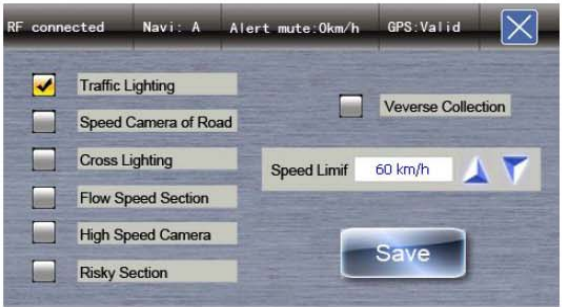 RF connected Navi: A Alert mute:0km/h GPS:Valid
Traffic Lighting
Speed Camera of Road
Cross Lighting
Flow Speed Section
High Speed Camera
Risky Section
Veverse Collection
Speed Limif 60 km/h
Save